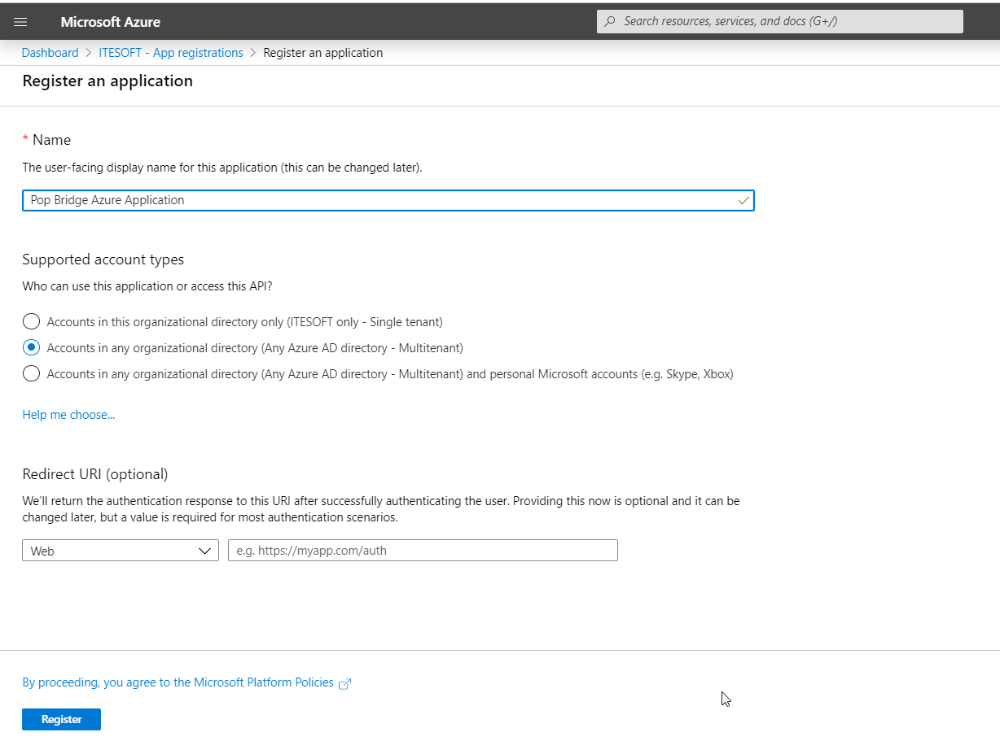 Microsoft Azure
Search resources, services, and docs (G+/)
Dashboard > ITESOFT - App registrations > Register an application
Register an application
* Name
The user-facing display name for this application (this can be changed later).
Pop Bridge Azure Application
Supported account types
Who can use this application or access this API?
Accounts in this organizational directory only (ITESOFT only - Single tenant)
Accounts in any organizational directory (Any Azure AD directory - Multitenant)
Accounts in any organizational directory (Any Azure AD directory - Multitenant) and personal Microsoft accounts (e.g. Skype, Xbox)
Help me choose...
Redirect URI (optional)
We'll return the authentication response to this URI after successfully authenticating the user. Providing this now is optional and it can be
changed later, but a value is required for most authentication scenarios.
Web
e.g. https://myapp.com/auth
By proceeding, you agree to the Microsoft Platform Policies
Register